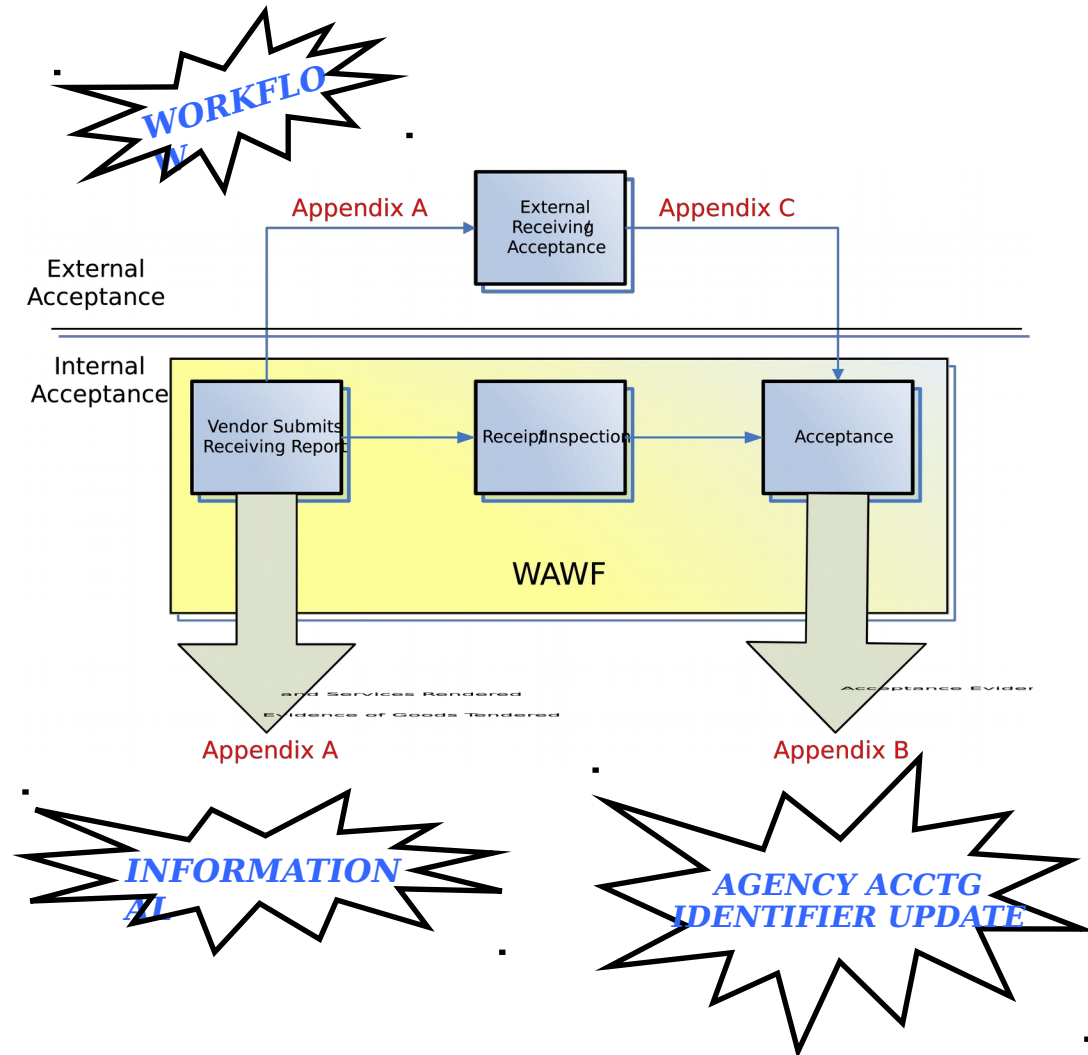 WORKFLO
W
Appendix A
External
Receiving/
Acceptance
Appendix C
External
Acceptance
Internal
Acceptance
Vendor Submits
Receiving Report
Receipt/Inspection
Acceptance
WAWF
and Services Rendered
Evidence of Goods Tendered
Acceptance Eviden
Appendix A
Appendix B
INFORMATION
AL
AGENCY ACCTG
IDENTIFIER UPDATE